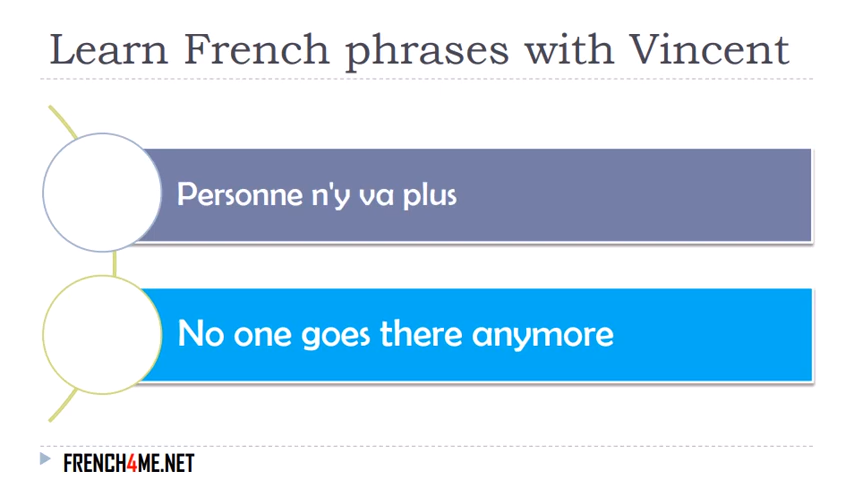 Learn French phrases with Vincent
Personne n'y va plus
No one goes there anymore
FRENCH4ME.NET